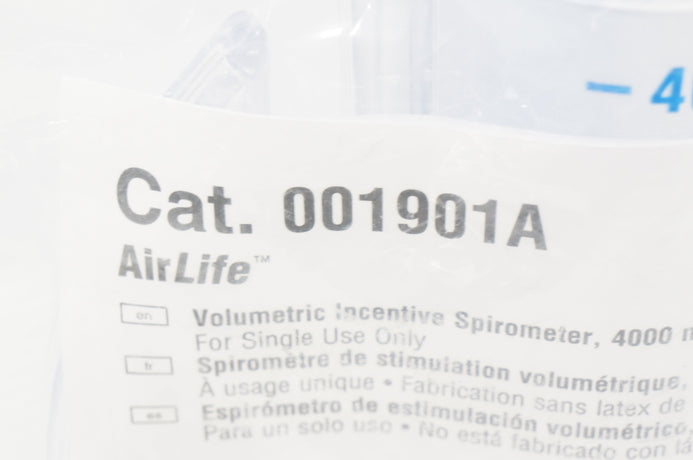 – 4
Cat. 001901A
AirLife™
en Volumetric Incentive Spirometer, 4000
For Single Use Only
fr Spiromètre de stimulation volumétrique,
À usage unique • Fabrication sans latex de
es Espirómetro de estimulación volumétrico,
Para un solo uso • No está fabricado con